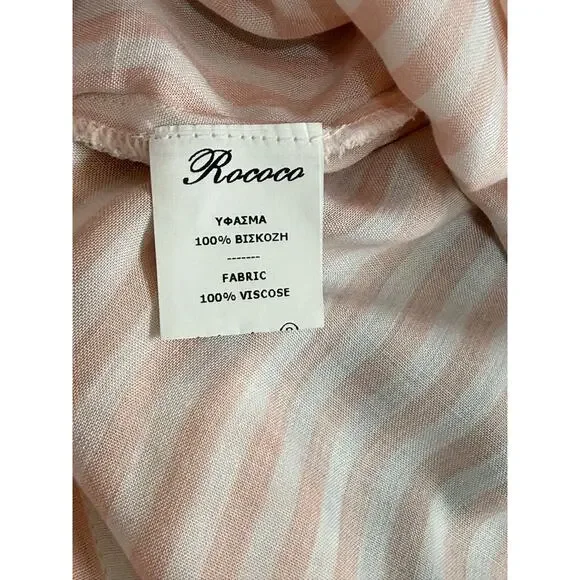 Rococo
ΥΦΑΣΜΑ
100% ΒΙΣΚΟΖΗ
-------
FABRIC
100% VISCOSE